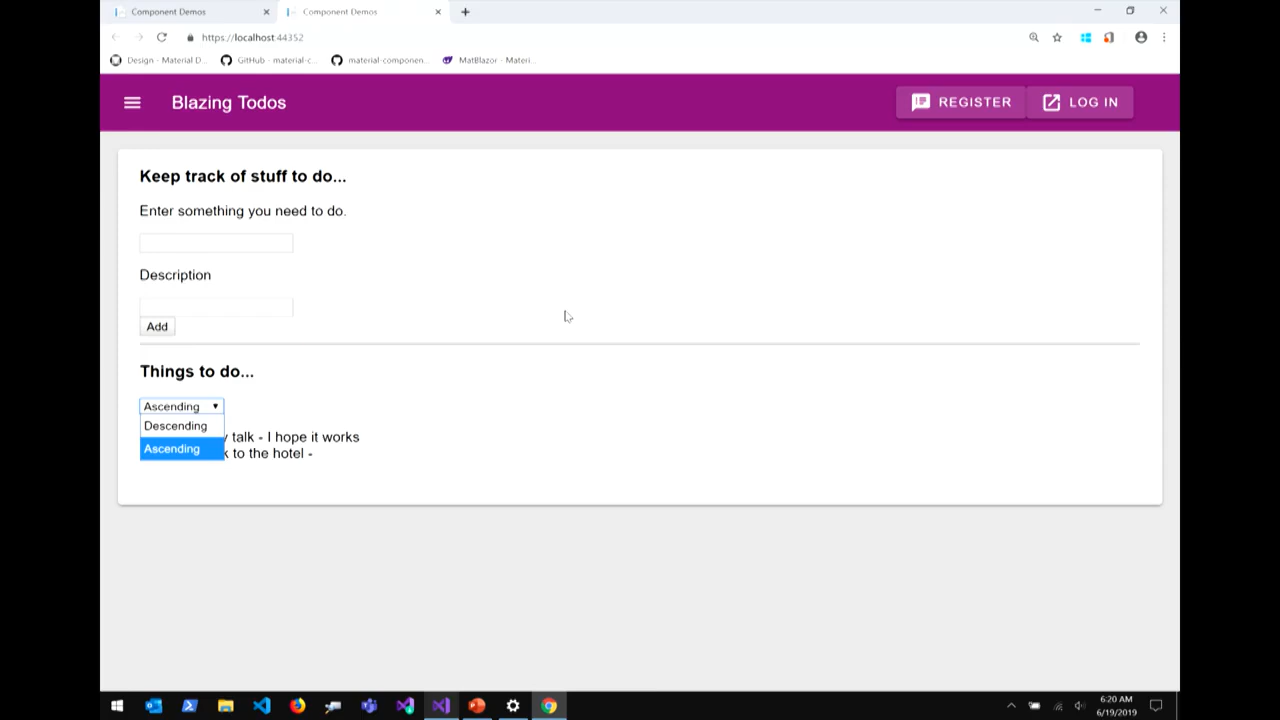 Component Demos
Component Demos
https://localhost:44352
Design - Material D...
GitHub - material-c...
material-componen...
MatBlazor - Materi...
Blazing Todos
REGISTER
LOG IN
Keep track of stuff to do...
Enter something you need to do.
Description
Add
Things to do...
Ascending
Descending
talk - I hope it works
Ascending
to the hotel -
6:20 AM
6/19/2019